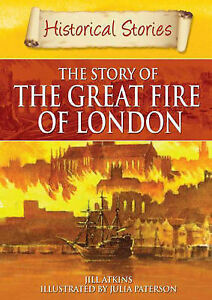 Historical Stories
THE STORY OF
THE GREAT FIRE
OF LONDON
JILL ATKINS
ILLUSTRATED BY JULIA PATERSON